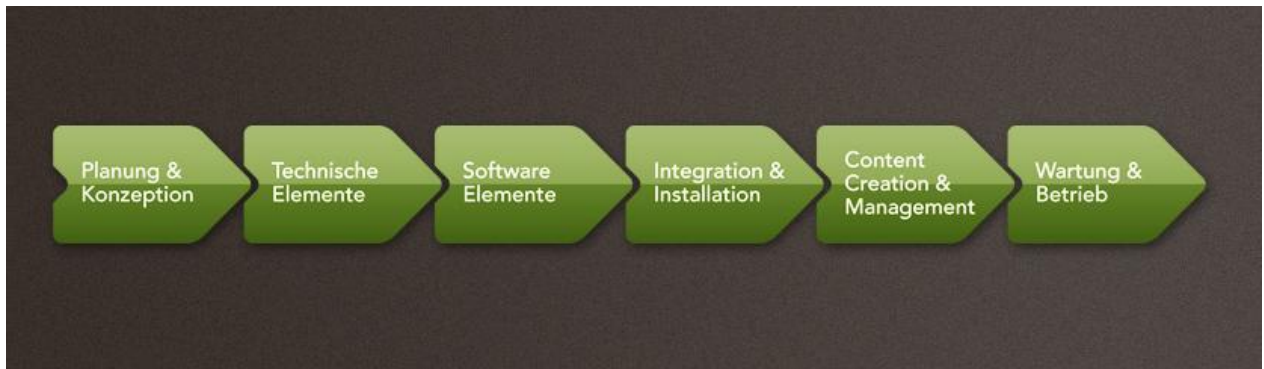 Planung &
Konzeption
Technische
Elemente
Software
Elemente
Integration &
Installation
Content
Creation &
Management
Wartung &
Betrieb